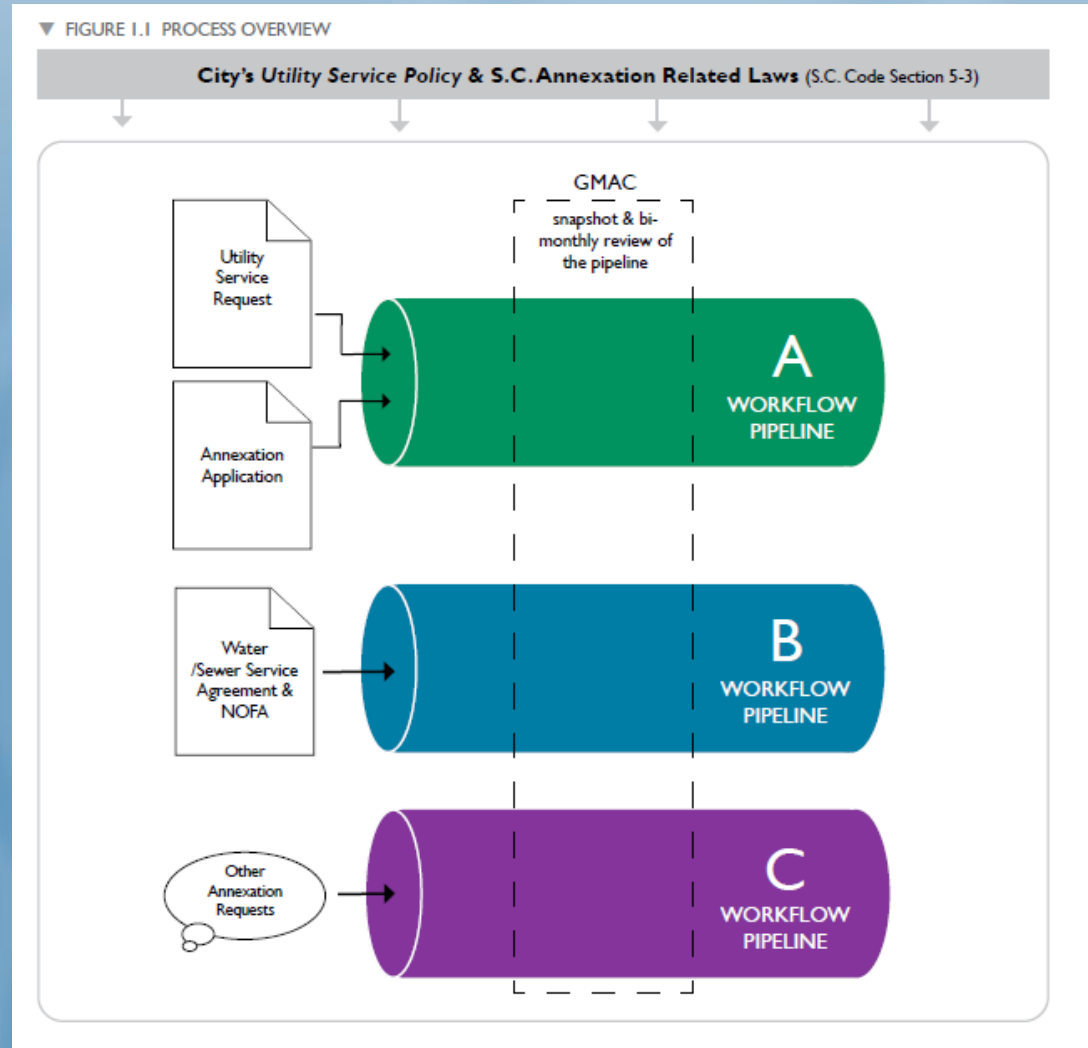 ▼ FIGURE 1.1 PROCESS OVERVIEW
City's Utility Service Policy & S.C. Annexation Related Laws (S.C. Code Section 5-3)
GMAC
snapshot & bi-
monthly review of
the pipeline
Utility
Service
Request
Annexation
Application
A
WORKFLOW
PIPELINE
Water
/Sewer Service
Agreement &
NOFA
B
WORKFLOW
PIPELINE
Other
Annexation
Requests
C
WORKFLOW
PIPELINE